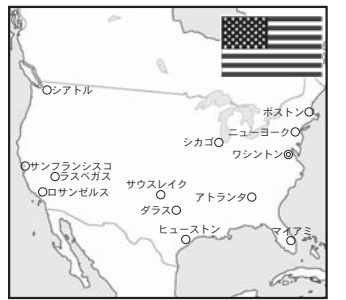 シアトル
ボストン
ニューヨーク
シカゴ
ワシントン
サンフランシスコ
ラスベガス
サウスレイク
ロサンゼルス
アトランタ
ダラス
ヒューストン
マイアミ